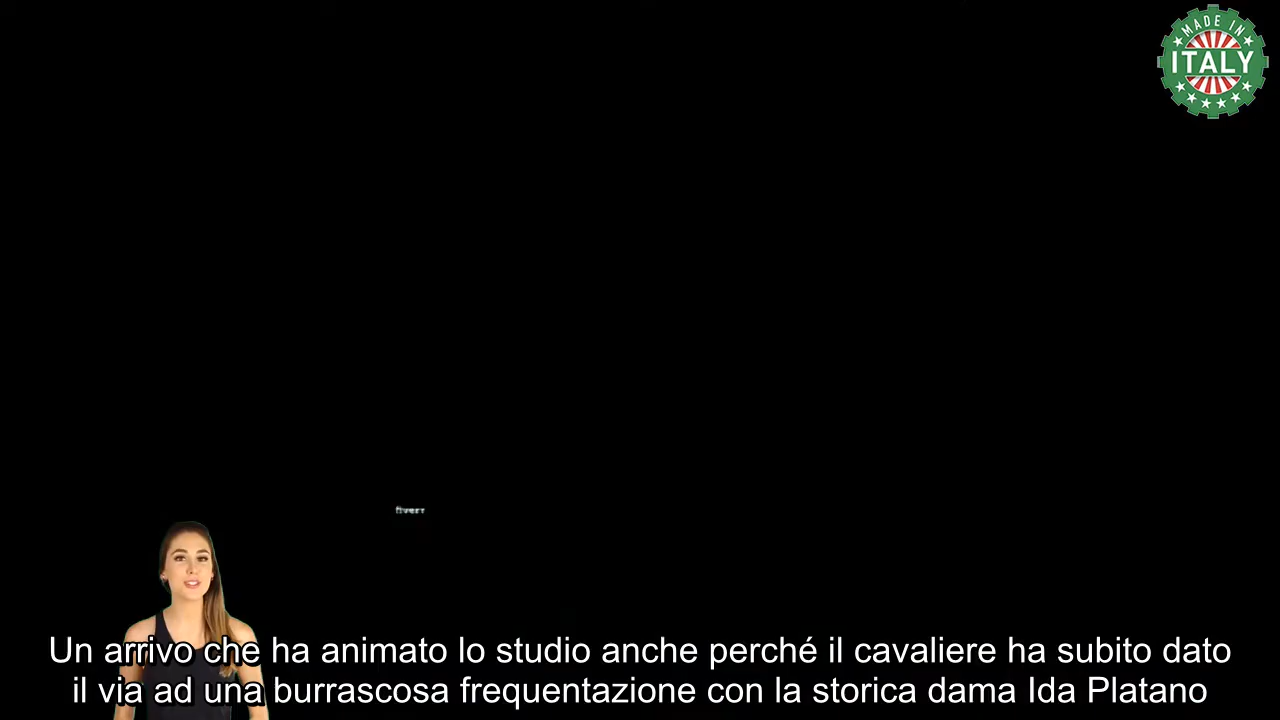 MADE IN
ITALY
fiverr
Un arrivo che ha animato lo studio anche perché il cavaliere ha subito dato
il via ad una burrascosa frequentazione con la storica dama Ida Platano